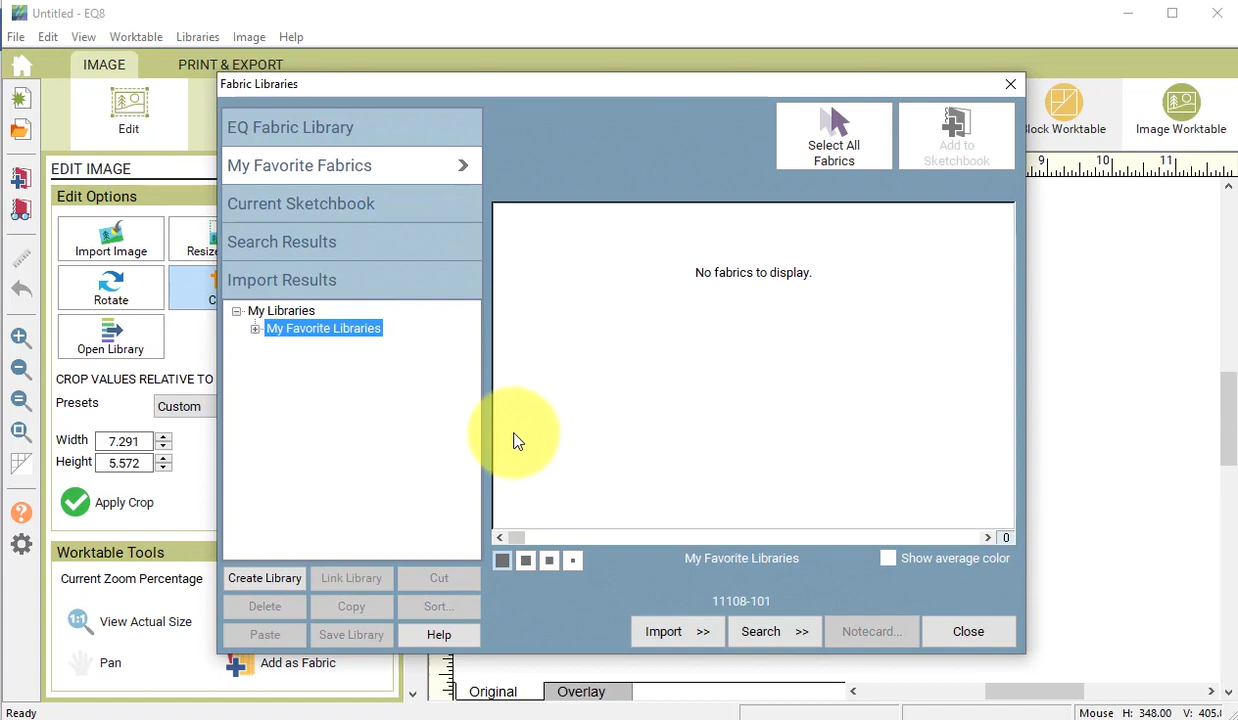 Untitled - EQ8
File Edit View Worktable Libraries Image Help
IMAGE PRINT & EXPORT
Edit
Block Worktable
Image Worktable
EDIT IMAGE
Edit Options
Import Image
Rotate
Open Library
CROP VALUES RELATIVE TO
Presets Custom
Width 7.291
Height 5.572
Apply Crop
Worktable Tools
Current Zoom Percentage
View Actual Size
Pan
Add as Fabric
Fabric Libraries
EQ Fabric Library
My Favorite Fabrics
Current Sketchbook
Search Results
Import Results
My Libraries
My Favorite Libraries
Create Library Link Library Cut
Delete Copy Sort...
Paste Save Library Help
Select All
Fabrics
Add to
Sketchbook
No fabrics to display.
0
My Favorite Libraries
Show average color
11108-101
Import >> Search >> Notecard... Close
9 10 11
Original Overlay
Ready
Mouse H: 348.00 V: 405.